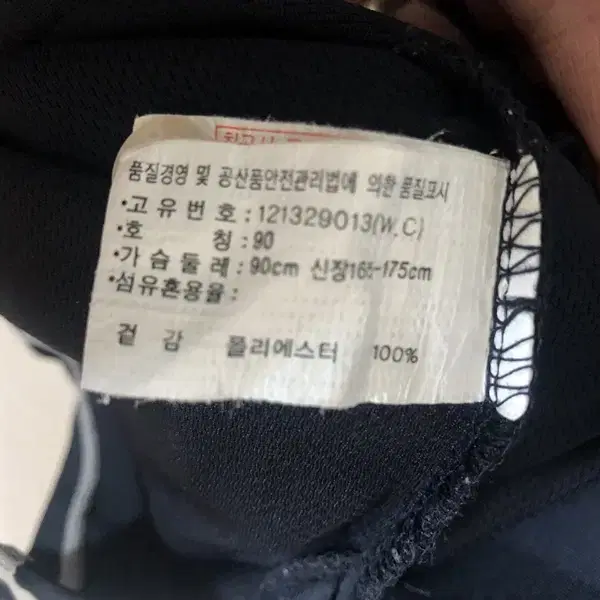 품질경영 및 공산품안전관리법에 의한 품질표시
·고 유 번 호 : 121329013(W.C)
·호 칭 : 90
·가 슴 둘 레 : 90cm 신장165-175cm
·섬유혼용율 :
겉 감 폴리에스터 100%